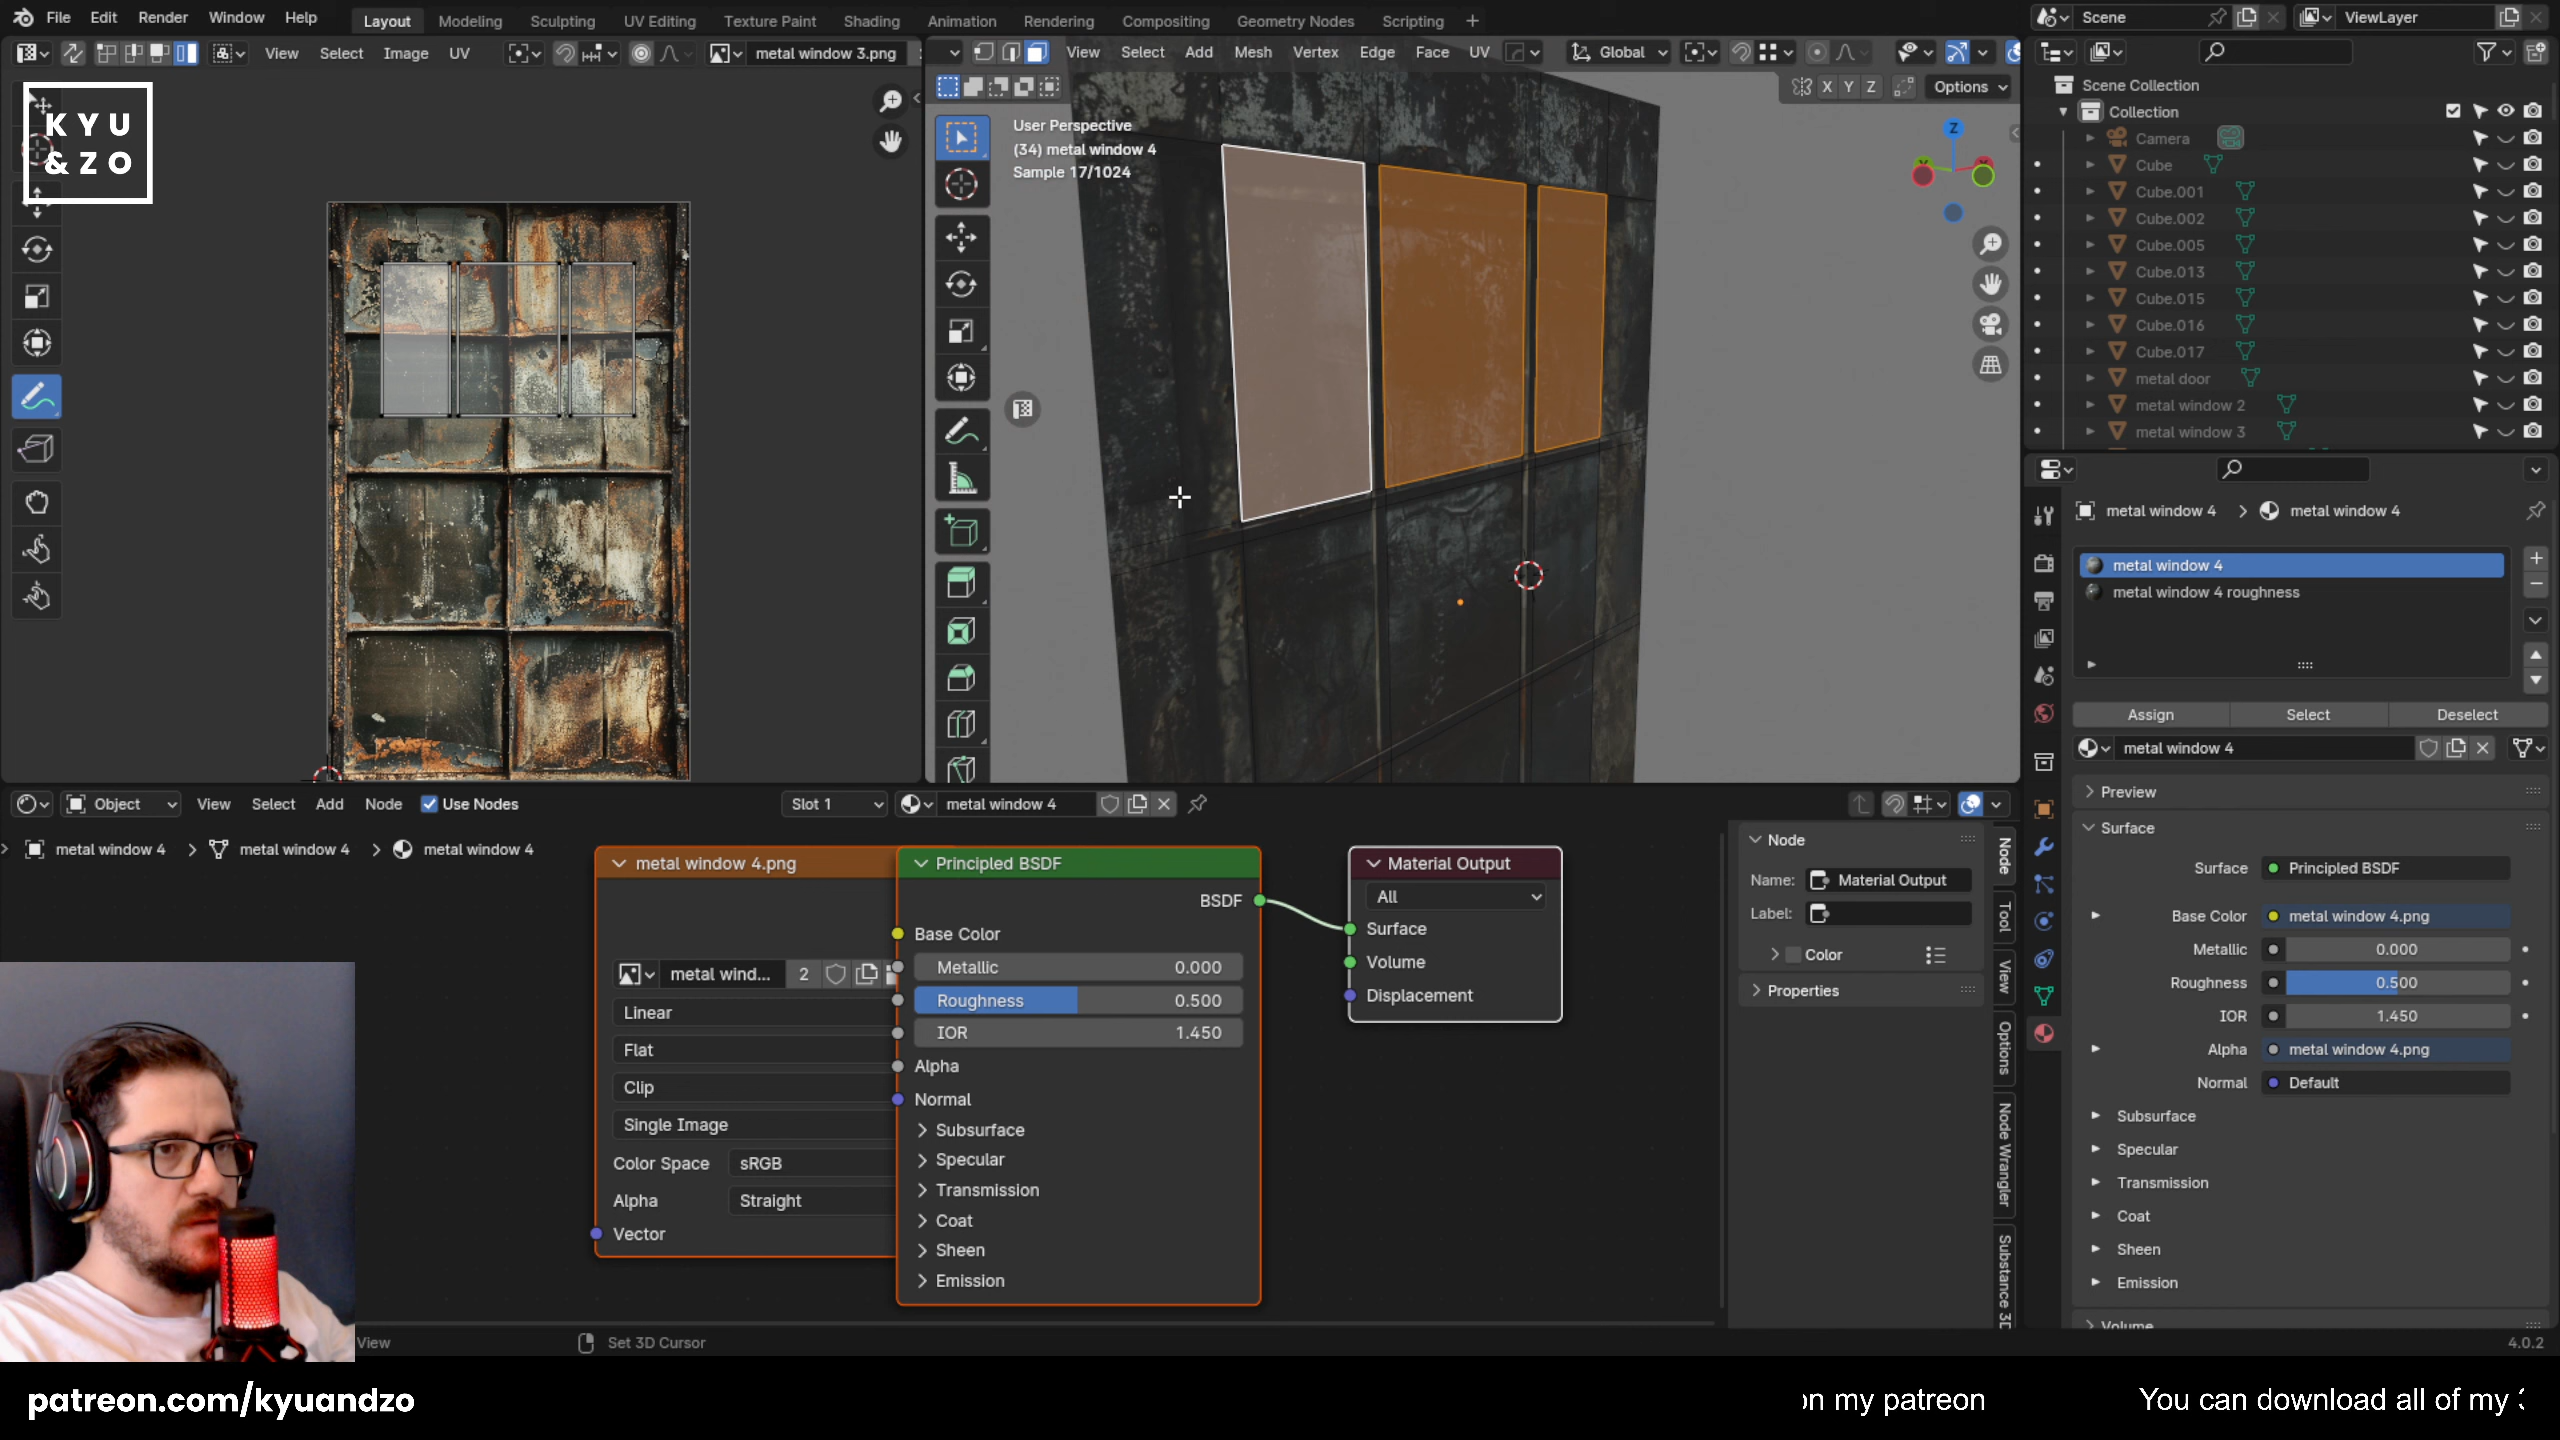 File Edit Render Window Help
Layout Modeling Sculpting UV Editing Texture Paint Shading Animation Rendering Compositing Geometry Nodes Scripting +
Scene
ViewLayer
View Select Image UV
metal window 3.png
View Select Add Mesh Vertex Edge Face UV
Global
X Y Z
Options
KYU
&ZO
User Perspective
(34) metal window 4
Sample 17/1024
Z
Scene Collection
Collection
Camera
Cube
Cube.001
Cube.002
Cube.005
Cube.013
Cube.015
Cube.016
Cube.017
metal door
metal window 2
metal window 3
metal window 4 > metal window 4
metal window 4
metal window 4 roughness
Assign Select Deselect
metal window 4
Preview
Surface
Surface Principled BSDF
Base Color metal window 4.png
Metallic 0.000
Roughness 0.500
IOR 1.450
Alpha metal window 4.png
Normal Default
Subsurface
Specular
Transmission
Coat
Sheen
Emission
Volume
Object View Select Add Node Use Nodes
Slot 1
metal window 4
metal window 4 > metal window 4 > metal window 4
metal window 4.png
metal wind... 2
Linear
Flat
Clip
Single Image
Color Space sRGB
Alpha Straight
Vector
Principled BSDF
BSDF
Base Color
Metallic 0.000
Roughness 0.500
IOR 1.450
Alpha
Normal
Subsurface
Specular
Transmission
Coat
Sheen
Emission
Material Output
All
Surface
Volume
Displacement
Node
Name: Material Output
Label:
Color
Properties
Node
Tool
View
Options
Node Wrangler
Substance 3D
View
Set 3D Cursor
4.0.2
patreon.com/kyuandzo
on my patreon
You can download all of my